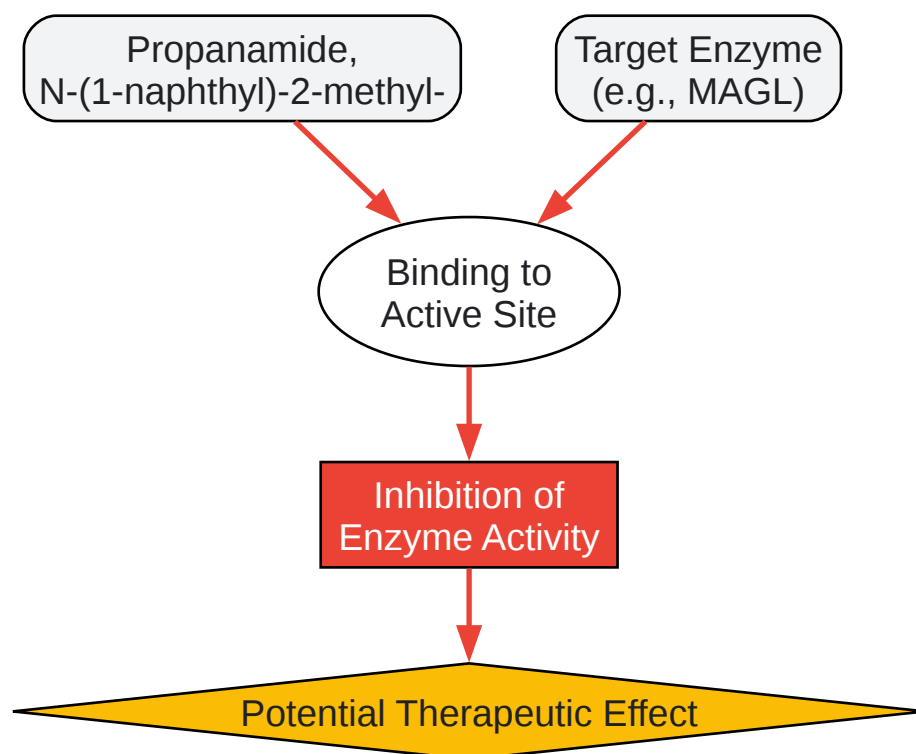 Propanamide,
N-(1-naphthyl)-2-methyl-
Target Enzyme
(e.g., MAGL)
Binding to
Active Site
Inhibition of
Enzyme Activity
Potential Therapeutic Effect